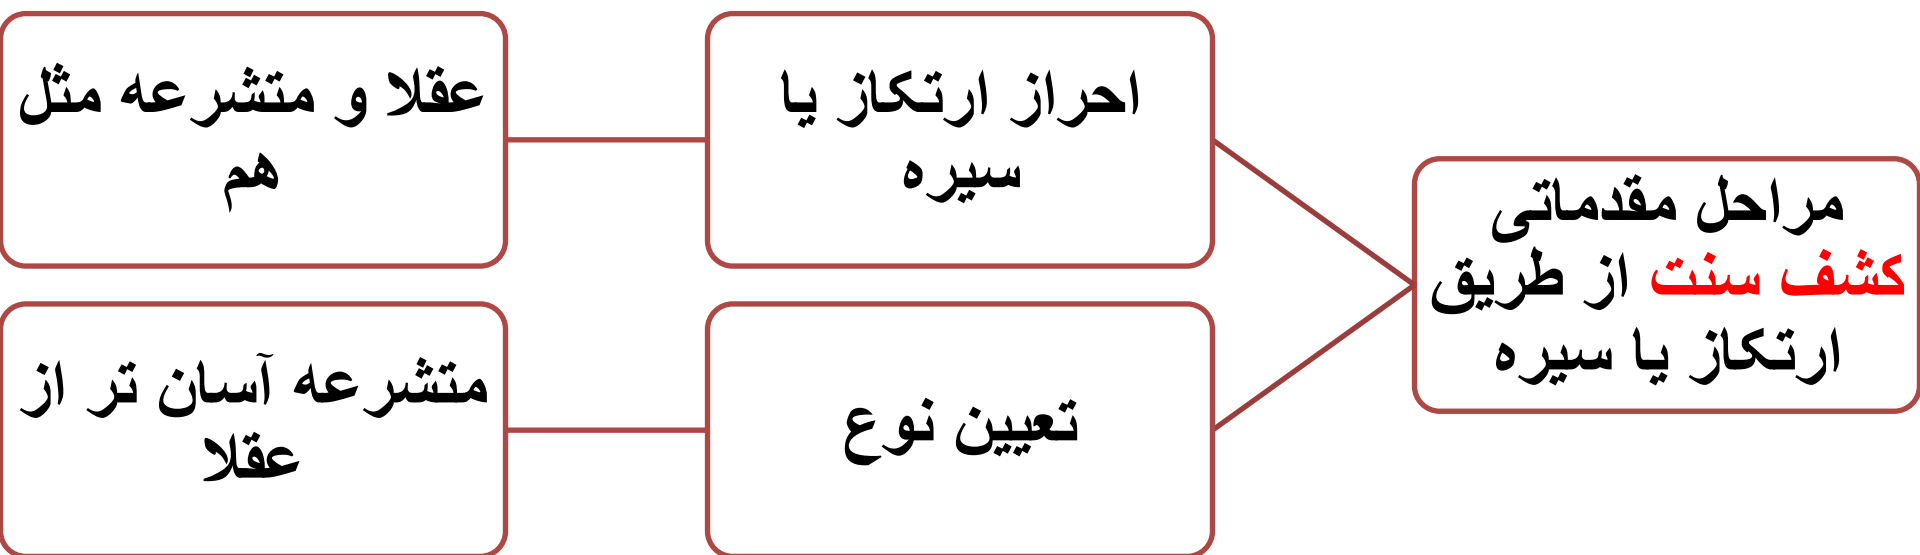 مراحل مقدماتی
کشف سنت از طریق
ارتکاز یا سیره
احراز ارتکاز یا
سیره
عقلا و متشرعه مثل
هم
تعیین نوع
متشرعه آسان تر از
عقلا